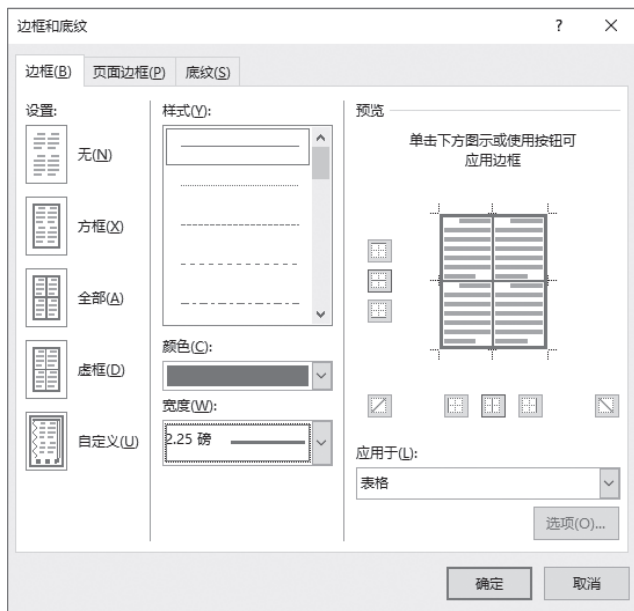 边框和底纹
?
×
边框(B)
页面边框(P)
底纹(S)
设置:
无(N)
方框(X)
全部(A)
虚框(D)
自定义(U)
样式(Y):
颜色(C):
宽度(W):
2.25 磅
预览
单击下方图示或使用按钮可
应用边框
应用于(L):
表格
选项(O)...
确定
取消